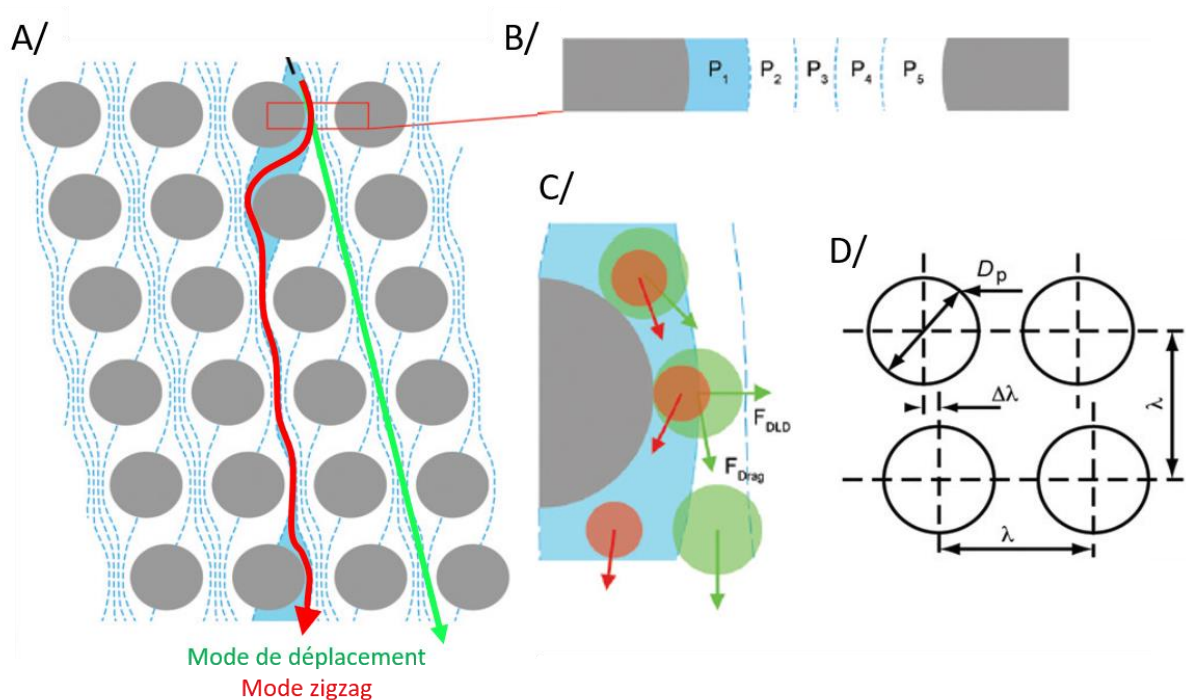 A/
B/
P1 P2 P3 P4 P5
C/
FDLD
FDrag
D/
Dp
Δλ
λ
λ
Mode de déplacement
Mode zigzag